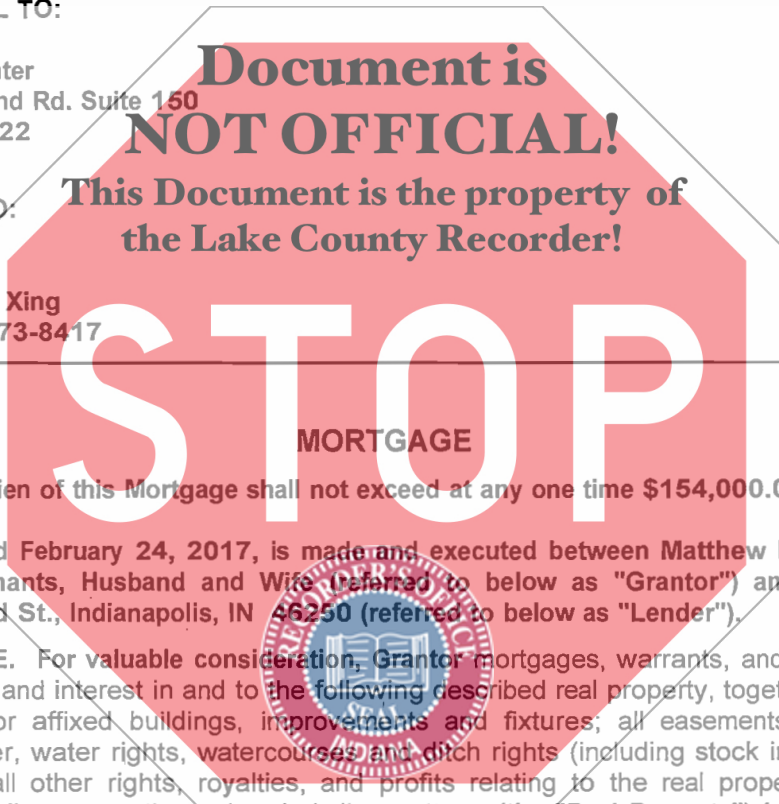 TO:
Document is
nter
nd Rd. Suite 150
22
NOT OFFICIAL!
This Document is the property of
the Lake County Recorder!
Xing
73-8417
STOP
MORTGAGE
ien of this Mortgage shall not exceed at any one time $154,000.0
d February 24, 2017, is made and executed between Matthew
nants, Husband and Wife (referred to below as "Grantor") an
d St., Indianapolis, IN 46250 (referred to below as "Lender").
RECORDER'S OFFICE
E. For valuable consideration, Grantor mortgages, warrants, and
and interest in and to the following described real property, toget
or affixed buildings, improvements and fixtures; all easements
SEAL
er, water rights, watercourses and ditch rights (including stock in
INDIANA
all other rights, royalties, and profits relating to the real prope